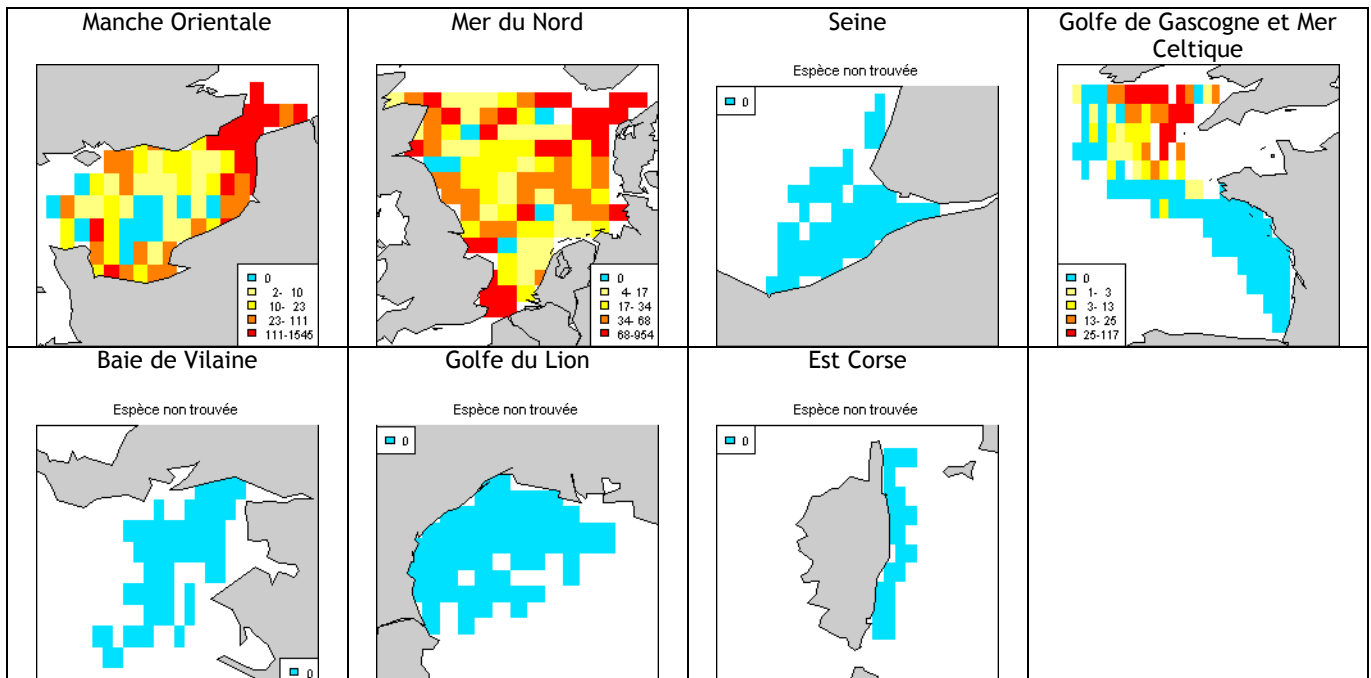 Manche Orientale
0
2- 10
10- 23
23- 111
111-1545
Mer du Nord
0
4- 17
17- 34
34- 68
68-954
Seine
Espèce non trouvée
0
Golfe de Gascogne et Mer
Celtique
0
1- 3
3- 13
13- 25
25-117
Baie de Vilaine
Espèce non trouvée
0
Golfe du Lion
Espèce non trouvée
0
Est Corse
Espèce non trouvée
0